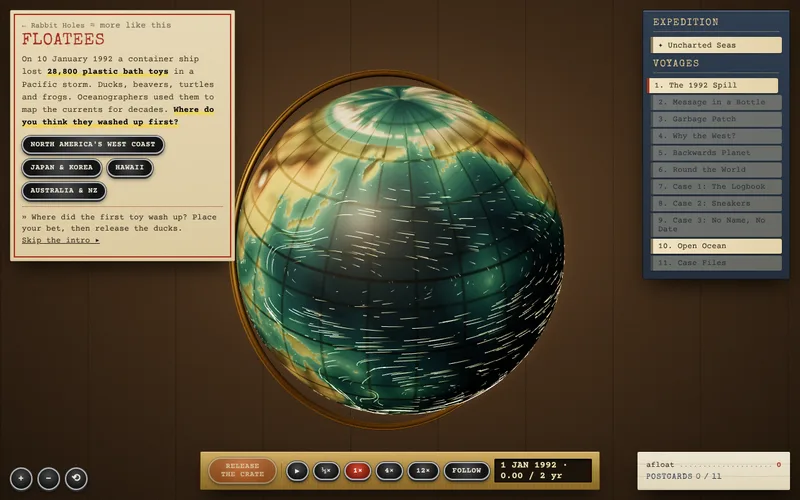 ← Rabbit Holes ≈ more like this
FLOATEES
On 10 January 1992 a container ship
lost 28,800 plastic bath toys in a
Pacific storm. Ducks, beavers, turtles
and frogs. Oceanographers used them to
map the currents for decades. Where do
you think they washed up first?
NORTH AMERICA'S WEST COAST
JAPAN & KOREA HAWAII
AUSTRALIA & NZ
» Where did the first toy wash up? Place
your bet, then release the ducks.
Skip the intro ▸
EXPEDITION
✦ Uncharted Seas
VOYAGES
1. The 1992 Spill
2. Message in a Bottle
3. Garbage Patch
4. Why the West?
5. Backwards Planet
6. Round the World
7. Case 1: The Logbook
8. Case 2: Sneakers
9. Case 3: No Name, No
Date
10. Open Ocean
11. Case Files
+ − ⟲
RELEASE
THE CRATE
▶ ½× 1× 4× 12× FOLLOW
1 JAN 1992 ·
0.00 / 2 yr
afloat 0
POSTCARDS 0 / 11